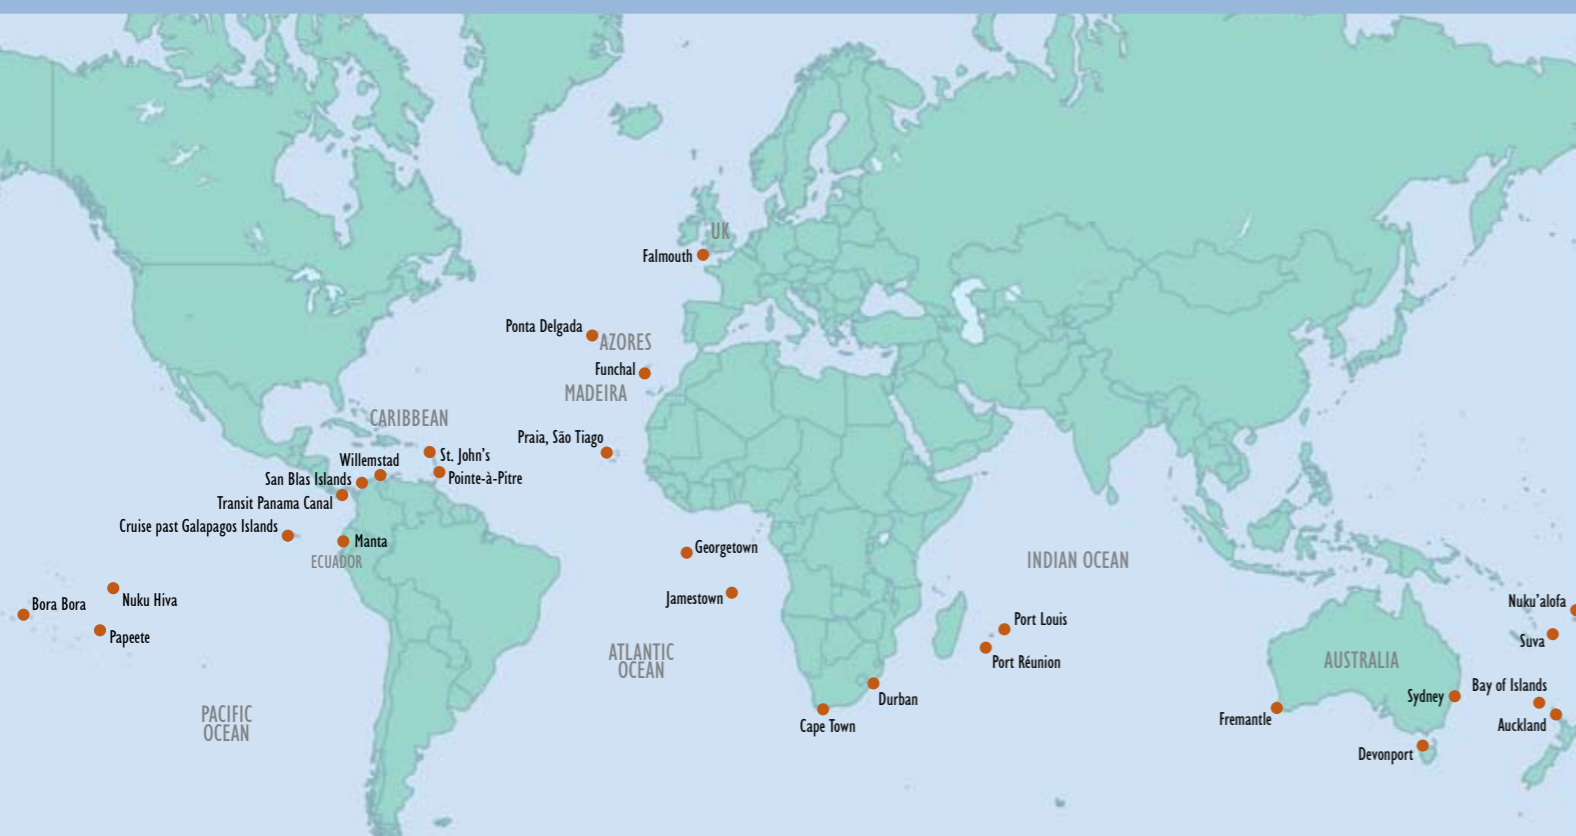 UK
Falmouth
Ponta Delgada
AZORES
Funchal
MADEIRA
CARIBBEAN
Praia, São Tiago
St. John's
Willemstad
San Blas Islands
Pointe-à-Pitre
Transit Panama Canal
Cruise past Galapagos Islands
Manta
ECUADOR
Georgetown
INDIAN OCEAN
Jamestown
Nuku Hiva
Bora Bora
Papeete
Port Louis
Nuku'alofa
Suva
ATLANTIC
OCEAN
Port Réunion
AUSTRALIA
Bay of Islands
Sydney
Durban
PACIFIC
OCEAN
Cape Town
Fremantle
Auckland
Devonport